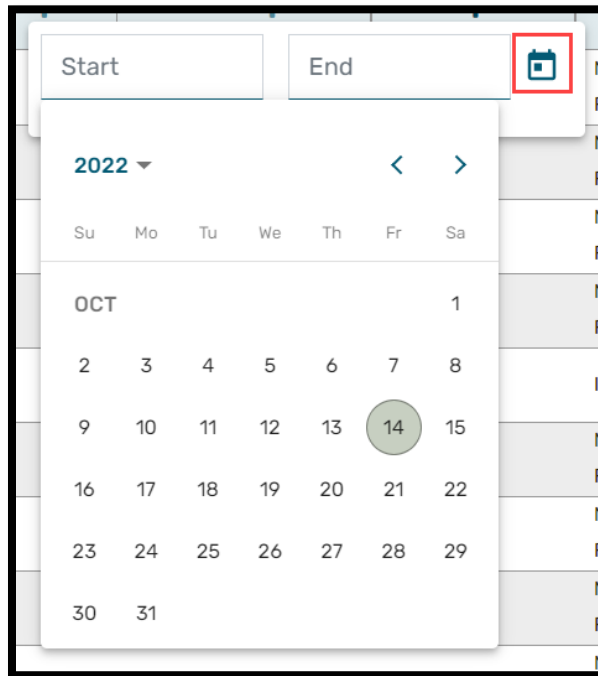 Start End
2022
Su Mo Tu We Th Fr Sa
OCT 1
2 3 4 5 6 7 8
9 10 11 12 13 14 15
16 17 18 19 20 21 22
23 24 25 26 27 28 29
30 31